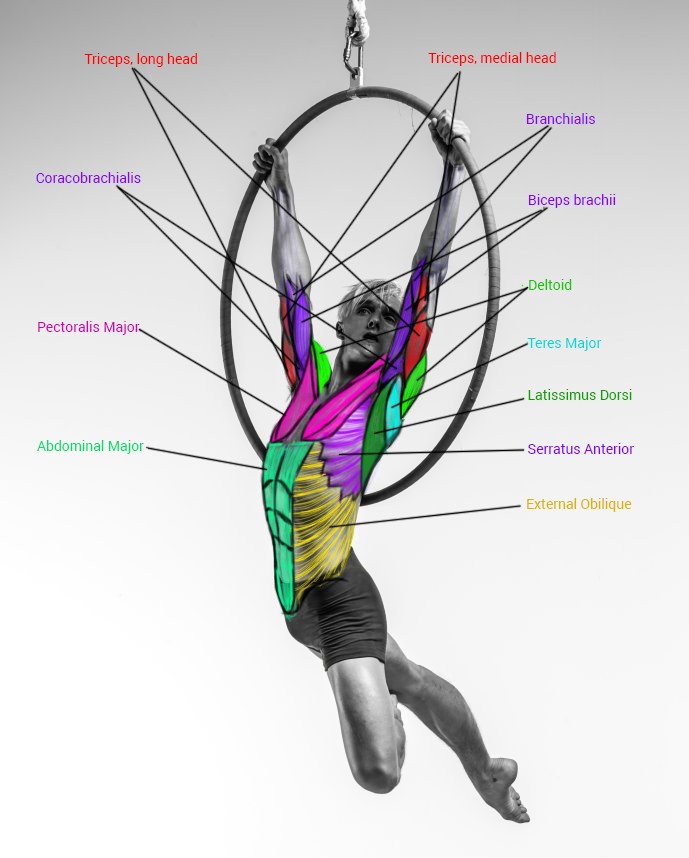 Triceps, long head
Triceps, medial head
Branchialis
Coracobrachialis
Biceps brachii
Deltoid
Pectoralis Major
Teres Major
Latissimus Dorsi
Abdominal Major
Serratus Anterior
External Obilique